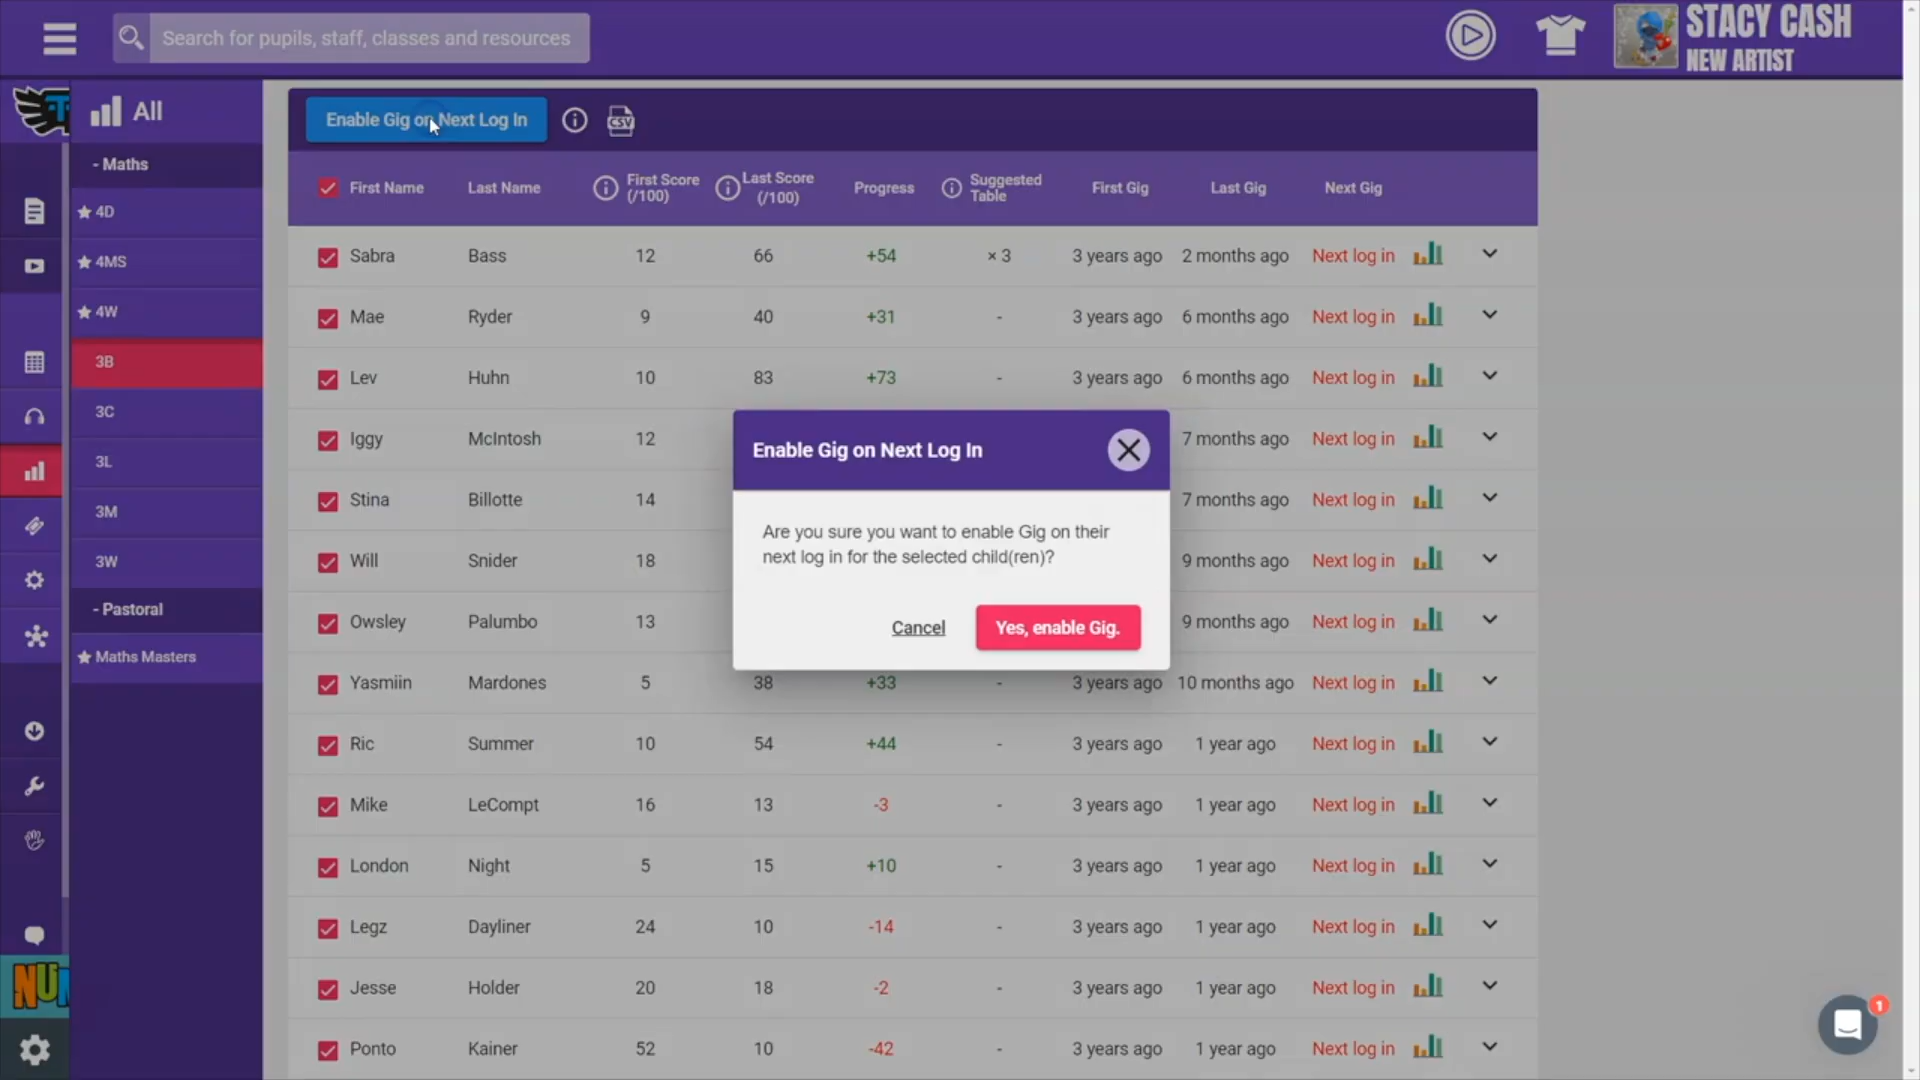 Search for pupils, staff, classes and resources
STACY CASH
NEW ARTIST
All
- Maths
4D
4MS
4W
3B
3C
3L
3M
3W
- Pastoral
Maths Masters
NUM
Enable Gig on Next Log In
CSV
First Name Last Name First Score (/100) Last Score (/100) Progress Suggested Table First Gig Last Gig Next Gig
Sabra Bass 12 66 +54 × 3 3 years ago 2 months ago Next log in
Mae Ryder 9 40 +31 - 3 years ago 6 months ago Next log in
Lev Huhn 10 83 +73 - 3 years ago 6 months ago Next log in
Iggy McIntosh 12 7 months ago Next log in
Stina Billotte 14 7 months ago Next log in
Will Snider 18 9 months ago Next log in
Owsley Palumbo 13 9 months ago Next log in
Yasmiin Mardones 5 38 +33 - 3 years ago 10 months ago Next log in
Ric Summer 10 54 +44 - 3 years ago 1 year ago Next log in
Mike LeCompt 16 13 -3 - 3 years ago 1 year ago Next log in
London Night 5 15 +10 - 3 years ago 1 year ago Next log in
Legz Dayliner 24 10 -14 - 3 years ago 1 year ago Next log in
Jesse Holder 20 18 -2 - 3 years ago 1 year ago Next log in
Ponto Kainer 52 10 -42 - 3 years ago 1 year ago Next log in
Enable Gig on Next Log In
Are you sure you want to enable Gig on their
next log in for the selected child(ren)?
Cancel Yes, enable Gig.
1